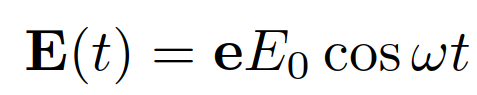 𝐄(t) = 𝐞E₀ cos ωt